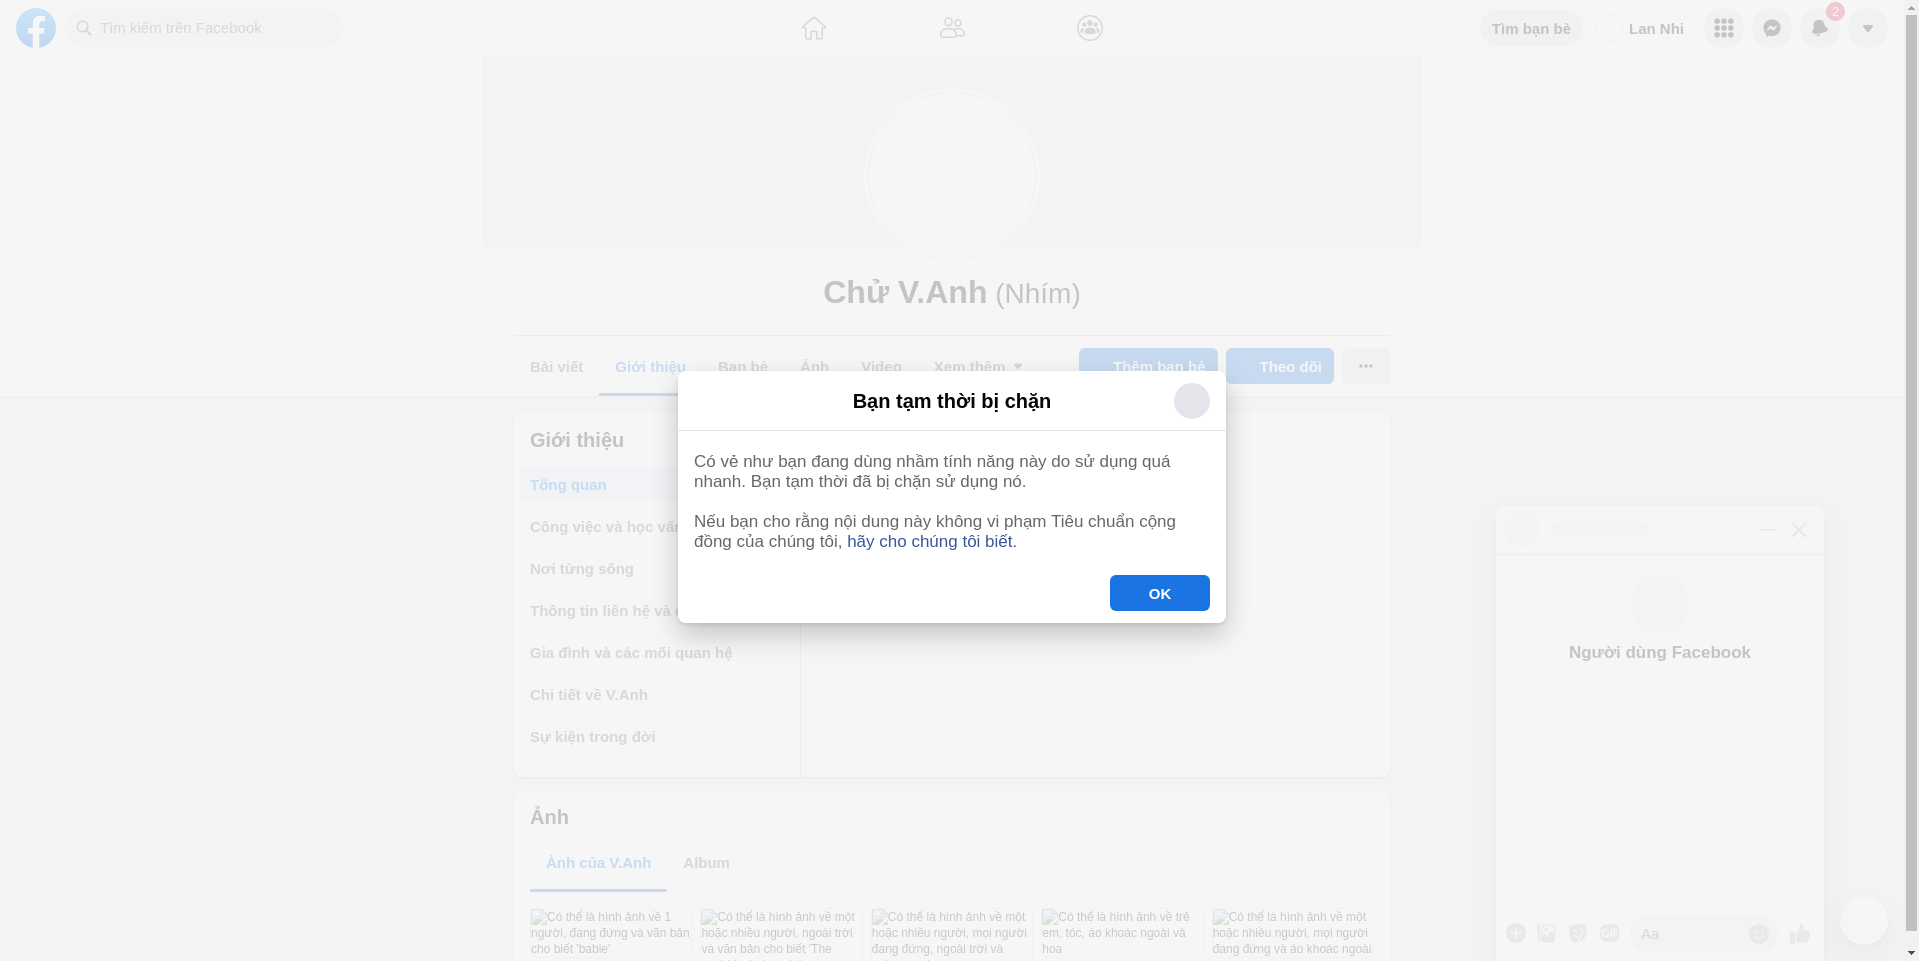 Tìm kiếm trên Facebook
Tìm bạn bè
Lan Nhi
2
Chử V.Anh (Nhím)
Bài viết
Giới thiệu
Bạn bè
Ảnh
Video
Xem thêm
Thêm bạn bè
Theo dõi
Bạn tạm thời bị chặn
Có vẻ như bạn đang dùng nhầm tính năng này do sử dụng quá
nhanh. Bạn tạm thời đã bị chặn sử dụng nó.
Nếu bạn cho rằng nội dung này không vi phạm Tiêu chuẩn cộng
đồng của chúng tôi, hãy cho chúng tôi biết.
OK
Giới thiệu
Tổng quan
Công việc và học vấn
Nơi từng sống
Thông tin liên hệ và
Gia đình và các mối quan hệ
Chi tiết về V.Anh
Sự kiện trong đời
Người dùng Facebook
Ảnh
Ảnh của V.Anh
Album
Có thể là hình ảnh về 1
người, đang đứng và văn bản
cho biết 'babie'
Có thể là hình ảnh về một
hoặc nhiều người, ngoài trời
và văn bản cho biết 'The
Có thể là hình ảnh về một
hoặc nhiều người, mọi người
đang đứng, ngoài trời và
Có thể là hình ảnh về trẻ
em, tóc, áo khoác ngoài và
hoa
Có thể là hình ảnh về một
hoặc nhiều người, mọi người
đang đứng và áo khoác ngoài
GIF
Aa